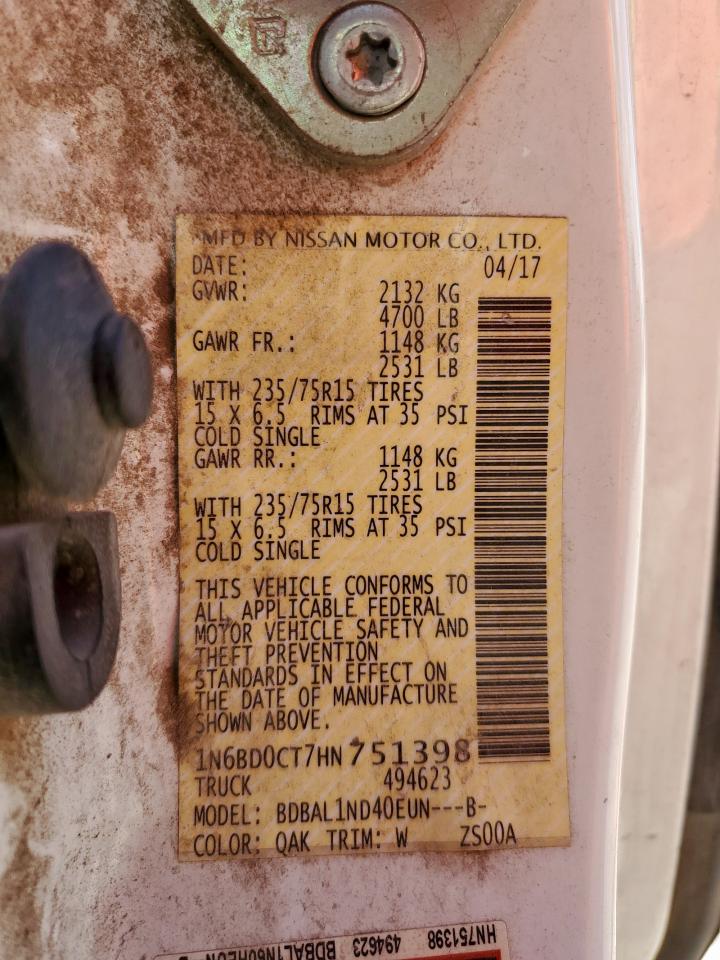 MFD BY NISSAN MOTOR CO., LTD.
DATE: 04/17
GVWR: 2132 KG
4700 LB
GAWR FR.: 1148 KG
2531 LB
WITH 235/75R15 TIRES
15 X 6.5 RIMS AT 35 PSI
COLD SINGLE
GAWR RR.: 1148 KG
2531 LB
WITH 235/75R15 TIRES
15 X 6.5 RIMS AT 35 PSI
COLD SINGLE
THIS VEHICLE CONFORMS TO
ALL APPLICABLE FEDERAL
MOTOR VEHICLE SAFETY AND
THEFT PREVENTION
STANDARDS IN EFFECT ON
THE DATE OF MANUFACTURE
SHOWN ABOVE.
1N6BD0CT7HN751398
TRUCK 494623
MODEL: BDBAL1ND40EUN---B-
COLOR: QAK TRIM: W ZS00A
HN751398 494623